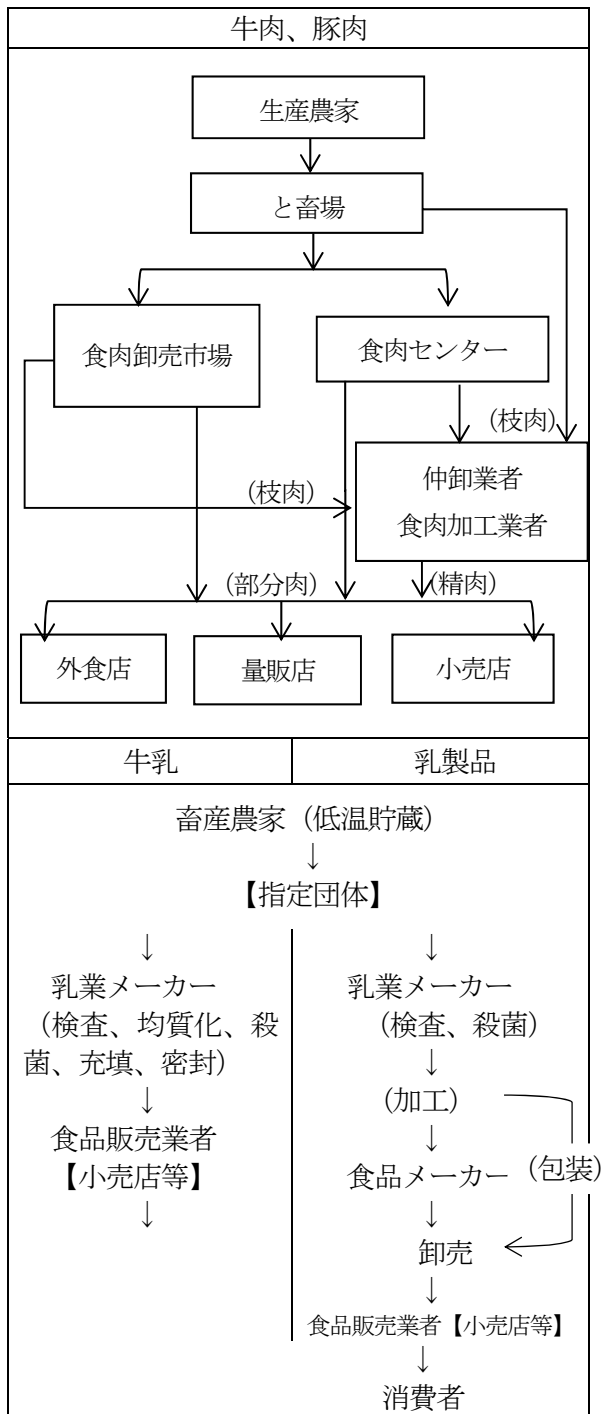 牛肉、豚肉
生産農家
と畜場
食肉卸売市場
食肉センター
(枝肉)
仲卸業者
食肉加工業者
(枝肉)
(部分肉)
(精肉)
外食店
量販店
小売店
牛乳
乳製品
畜産農家（低温貯蔵）
↓
【指定団体】
↓
乳業メーカー
（検査、均質化、殺
菌、充填、密封）
↓
食品販売業者
【小売店等】
↓
↓
乳業メーカー
（検査、殺菌）
↓
(加工)
↓
食品メーカー
(包装)
↓
卸売
↓
食品販売業者【小売店等】
↓
消費者